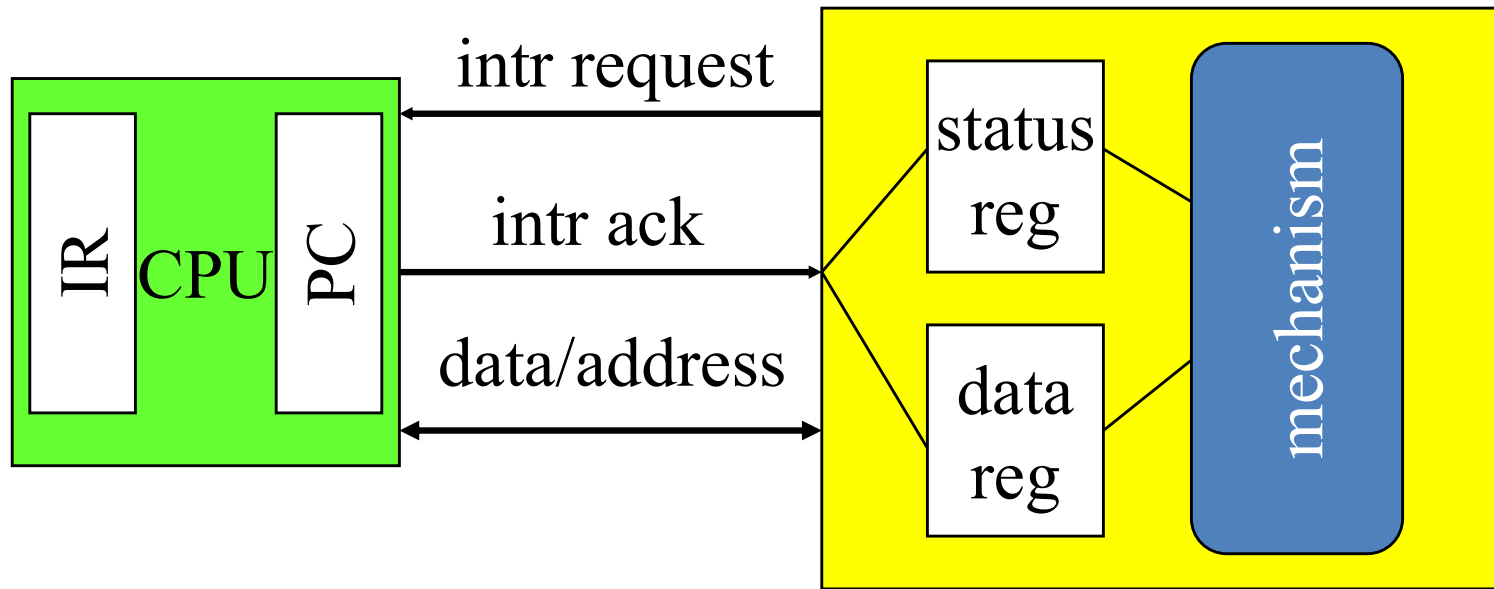 intr request
intr ack
data/address
IR
CPU
PC
status
reg
data
reg
mechanism